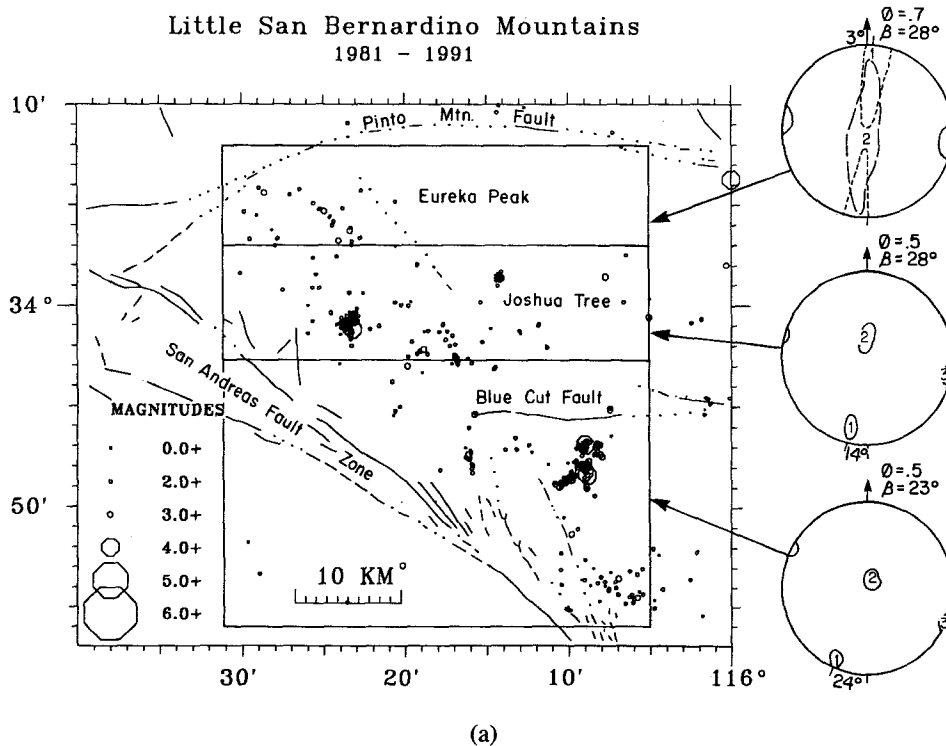 Little San Bernardino Mountains
1981 - 1991
10'
34°
50'
30'
20'
10'
116°
Pinto Mtn. Fault
Eureka Peak
Joshua Tree
Blue Cut Fault
San Andreas Fault Zone
MAGNITUDES
0.0+
2.0+
3.0+
4.0+
5.0+
6.0+
10 KM
3°
Ø=.7
β=28°
2
Ø=.5
β=28°
2
1
3
14°
Ø=.5
β=23°
2
1
3
24°
(a)